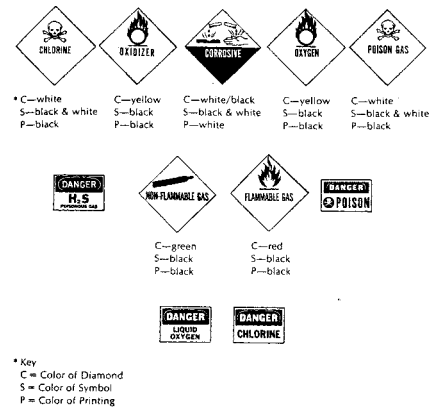 CHLORINE
OXIDIZER
CORROSIVE
OXYGEN
POISON GAS
* C—white
S—black & white
P—black
C—yellow
S—black
P—black
C—white/black
S—black & white
P—white
C—yellow
S—black
P—black
C—white
S—black & white
P—black
DANGER
H₂S
POISONOUS GAS
NON-FLAMMABLE GAS
FLAMMABLE GAS
DANGER
POISON
C—green
S—black
P—black
C—red
S—black
P—black
DANGER
LIQUID
OXYGEN
DANGER
CHLORINE
* Key
C = Color of Diamond
S = Color of Symbol
P = Color of Printing